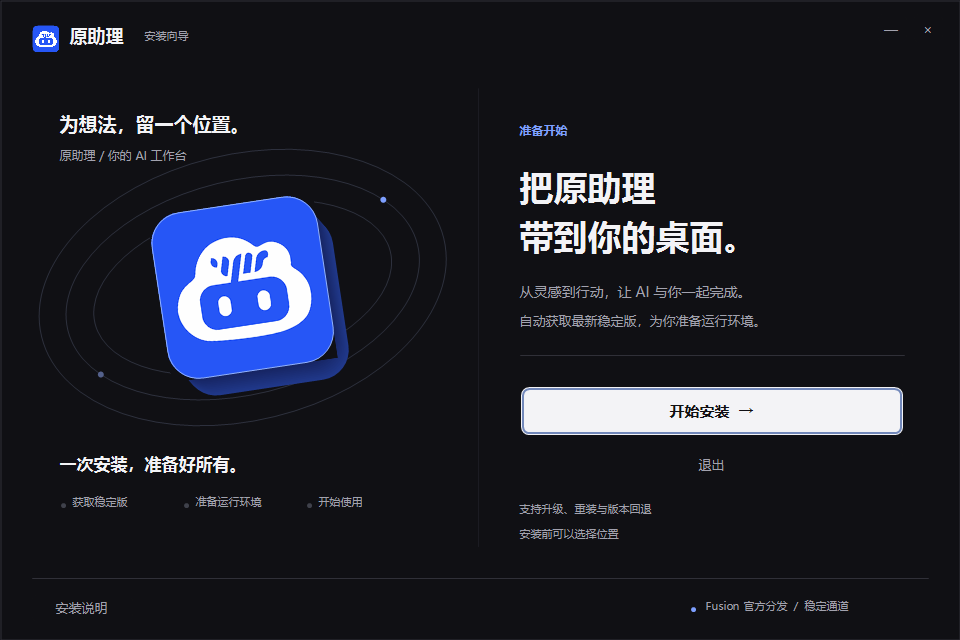 原助理 安装向导
为想法，留一个位置。
原助理 / 你的 AI 工作台
一次安装，准备好所有。
获取稳定版 准备运行环境 开始使用
准备开始
把原助理
带到你的桌面。
从灵感到行动，让 AI 与你一起完成。
自动获取最新稳定版，为你准备运行环境。
开始安装 →
退出
支持升级、重装与版本回退
安装前可以选择位置
安装说明
Fusion 官方分发 / 稳定通道